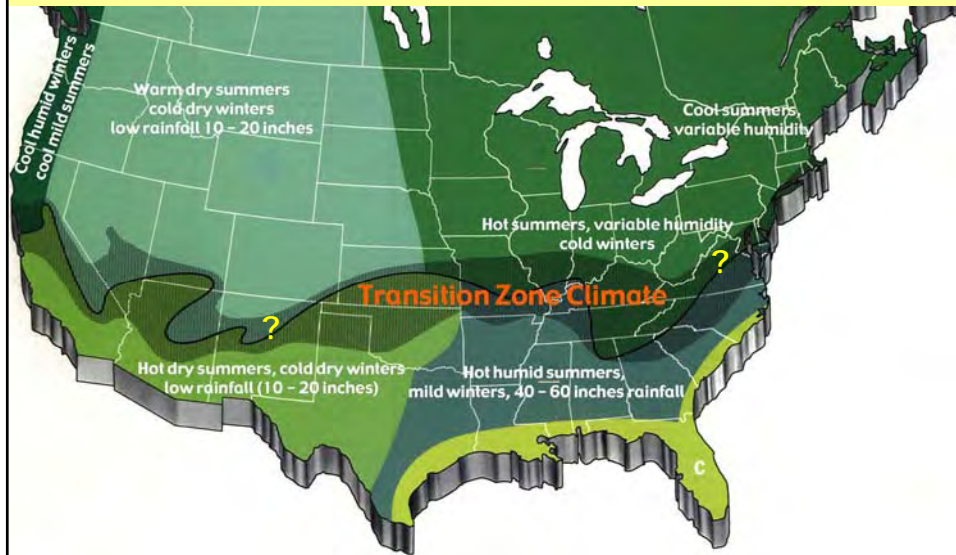 Cool humid winters
cool mild summers
Warm dry summers
cold dry winters
low rainfall 10 – 20 inches
Cool summers,
variable humidity
Hot summers, variable humidity
cold winters
?
Transition Zone Climate
?
Hot dry summers, cold dry winters
low rainfall (10 – 20 inches)
Hot humid summers,
mild winters, 40 – 60 inches rainfall
C